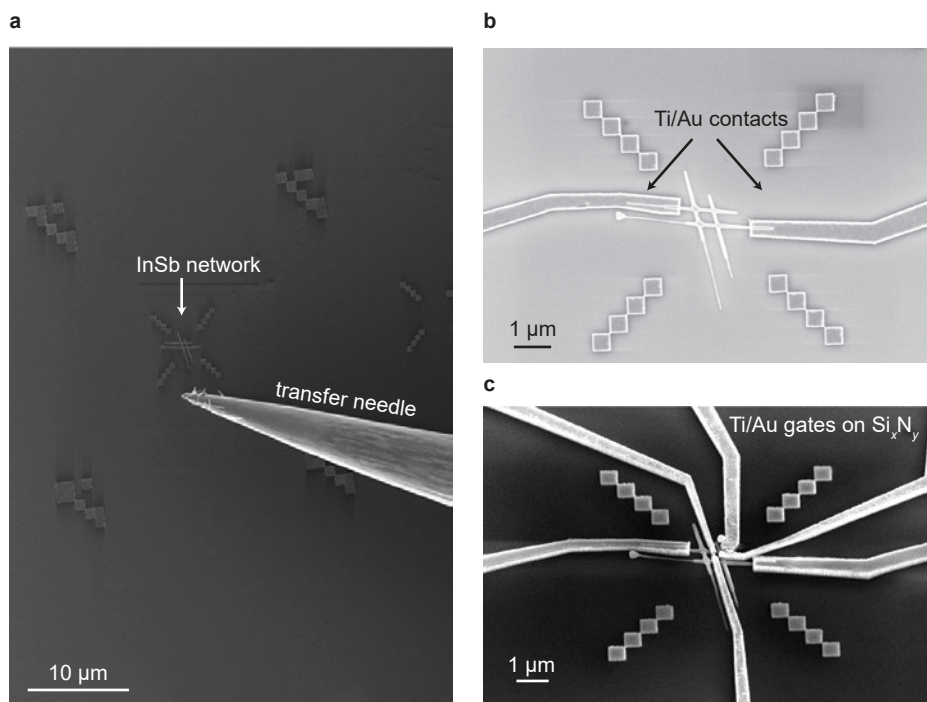 a
InSb network
transfer needle
10 µm
b
Ti/Au contacts
1 µm
c
Ti/Au gates on SixNy
1 µm